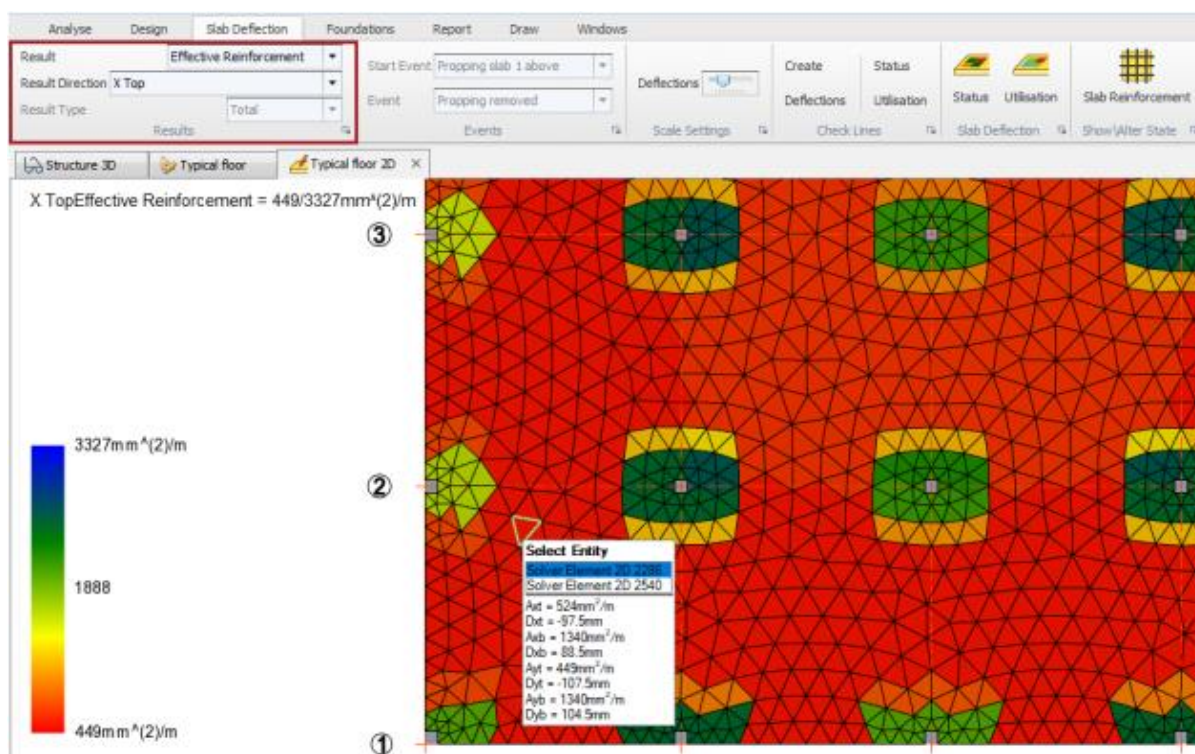 Analyse Design Slab Deflection Foundations Report Draw Windows
Result Effective Reinforcement
Result Direction X Top
Result Type Total
Results
Start Event Propping slab 1 above
Event Propping removed
Events
Deflections
Scale Settings
Create Status
Deflections Utilisation
Check Lines
Status Utilisation
Slab Deflection
Slab Reinforcement
Show\Alter State
Structure 3D Typical floor Typical floor 2D
X TopEffective Reinforcement = 449/3327mm^(2)/m
3
2
1
3327mm^(2)/m
1888
449mm^(2)/m
Select Entity
Solver Element 2D 2286
Solver Element 2D 2540
Axt = 524mm²/m
Dxt = -97.5mm
Axb = 1340mm²/m
Dxb = 88.5mm
Ayt = 449mm²/m
Dyt = -107.5mm
Ayb = 1340mm²/m
Dyb = 104.5mm